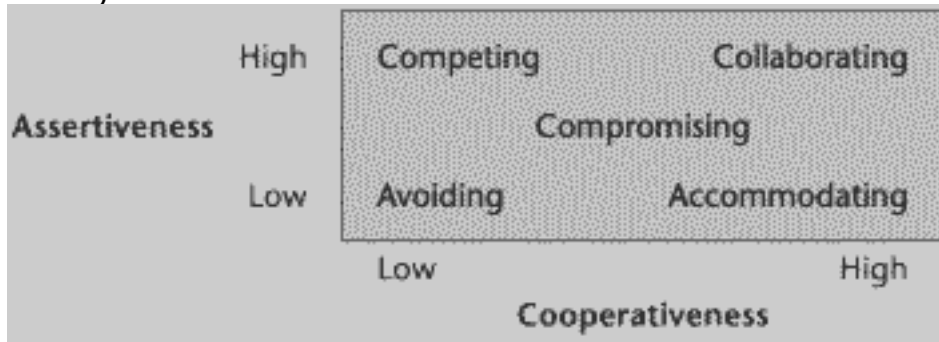 High Competing Collaborating
Assertiveness Compromising
Low Avoiding Accommodating
Low High
Cooperativeness